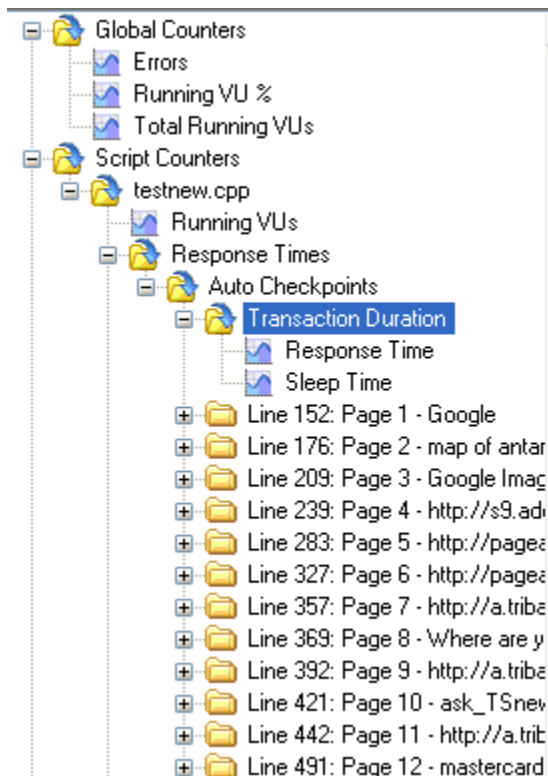 Global Counters
Errors
Running VU %
Total Running VUs
Script Counters
testnew.cpp
Running VUs
Response Times
Auto Checkpoints
Transaction Duration
Response Time
Sleep Time
Line 152: Page 1 - Google
Line 176: Page 2 - map of antar
Line 209: Page 3 - Google Imag
Line 239: Page 4 - http://s9.ad
Line 283: Page 5 - http://pagea
Line 327: Page 6 - http://pagea
Line 357: Page 7 - http://a.triba
Line 369: Page 8 - Where are y
Line 392: Page 9 - http://a.triba
Line 421: Page 10 - ask_TSnew
Line 442: Page 11 - http://a.trib
Line 491: Page 12 - mastercard